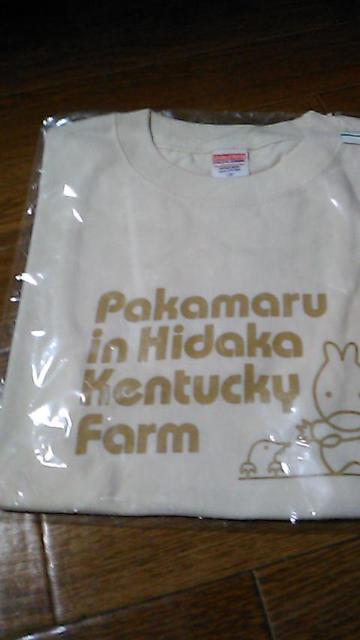 Pakamaru
in Hidaka
Kentucky
Farm